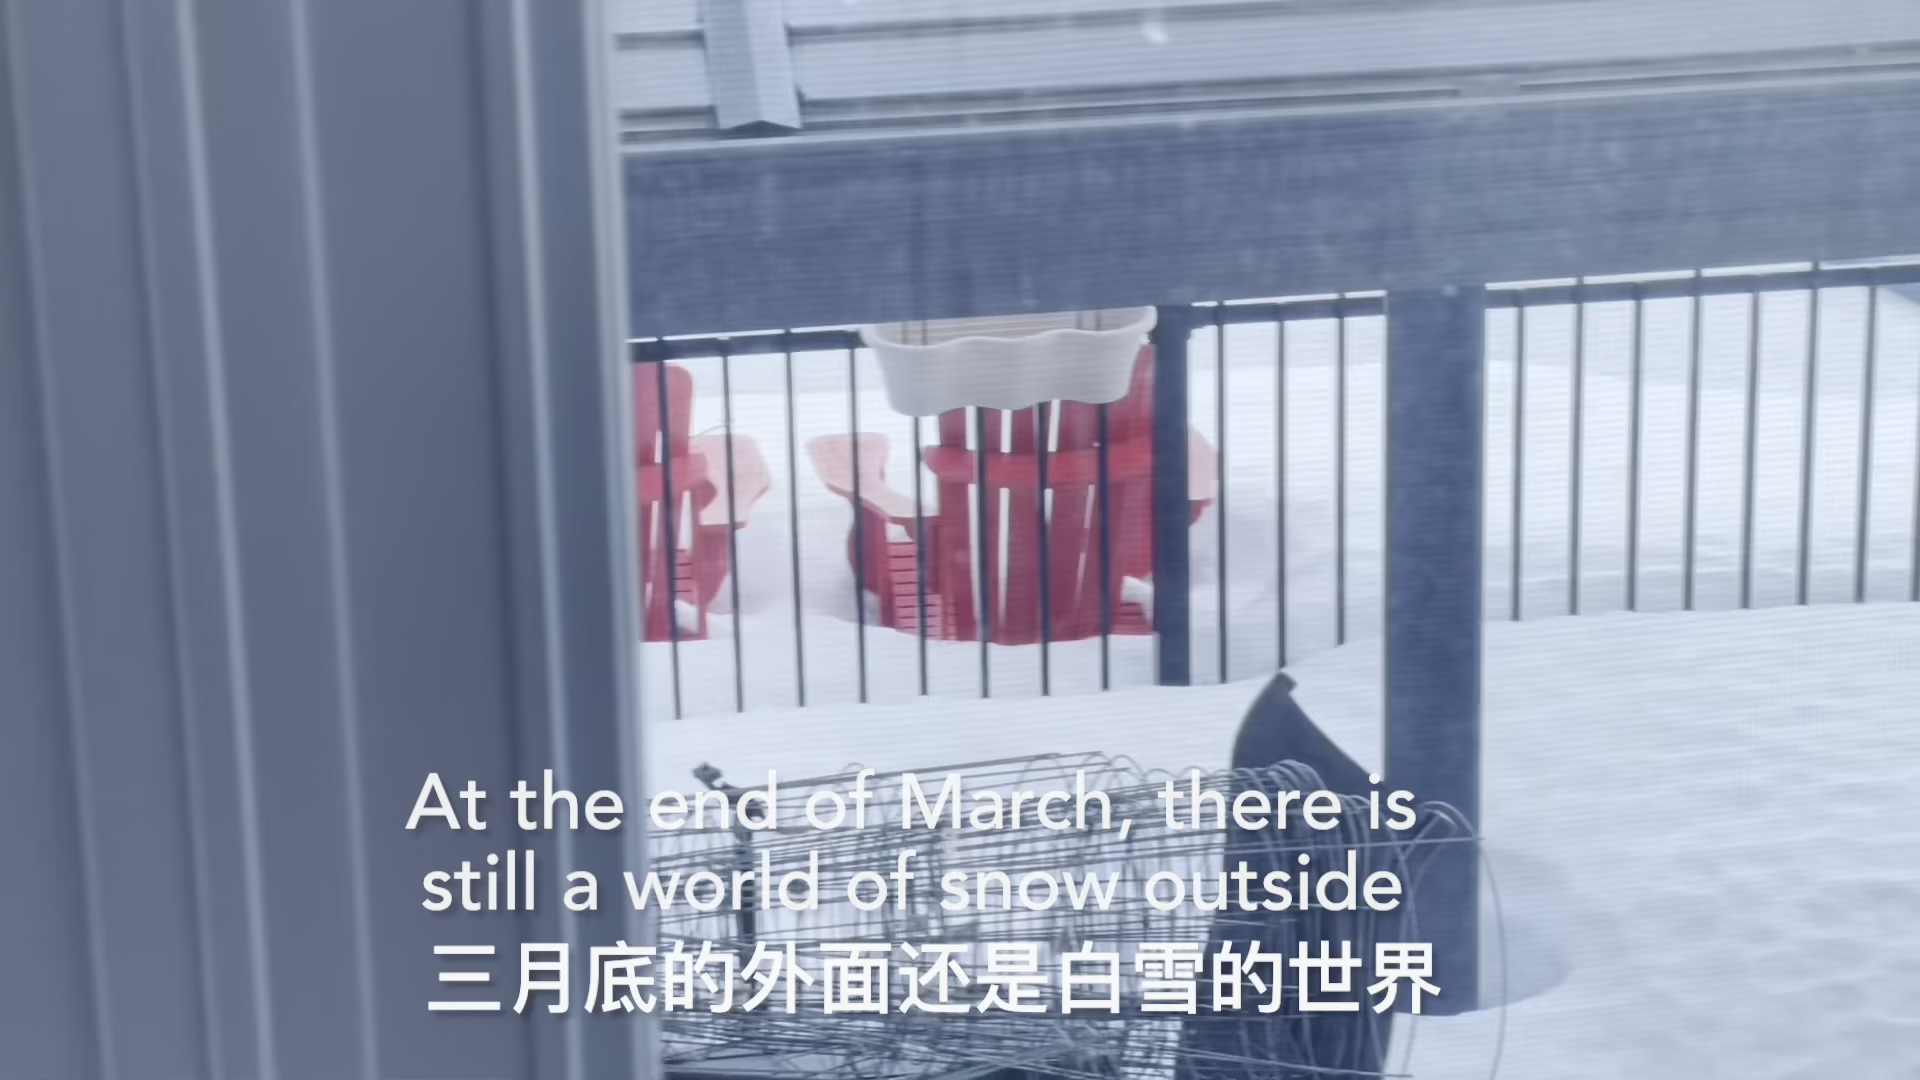 At the end of March, there is
still a world of snow outside
三月底的外面还是白雪的世界